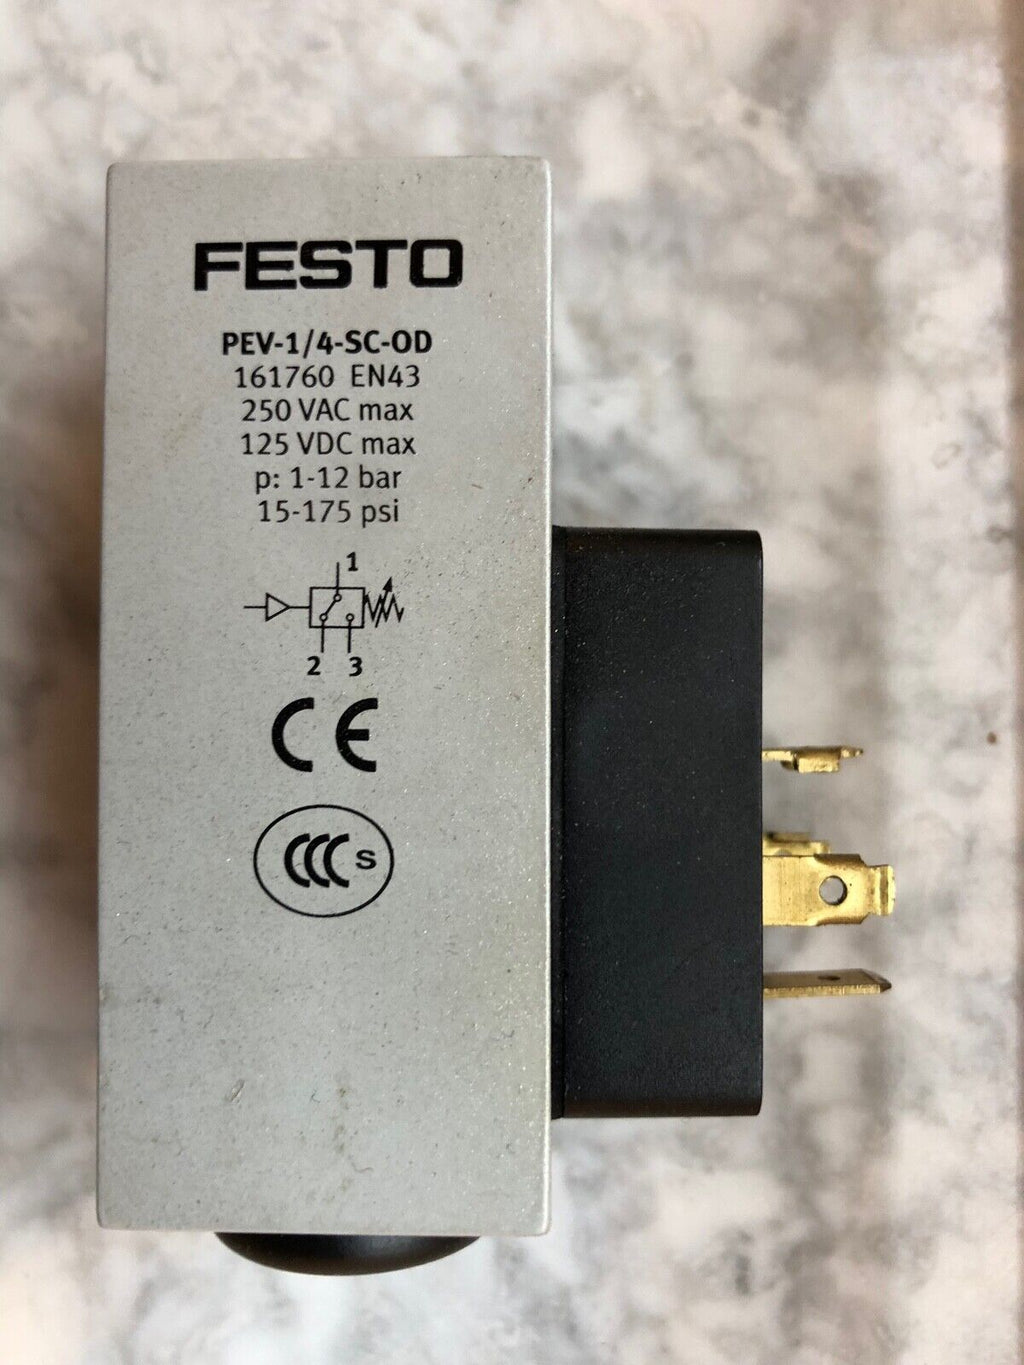 FESTO
PEV-1/4-SC-OD
161760 EN43
250 VAC max
125 VDC max
p: 1-12 bar
15-175 psi
1
2 3
CE
CCC S